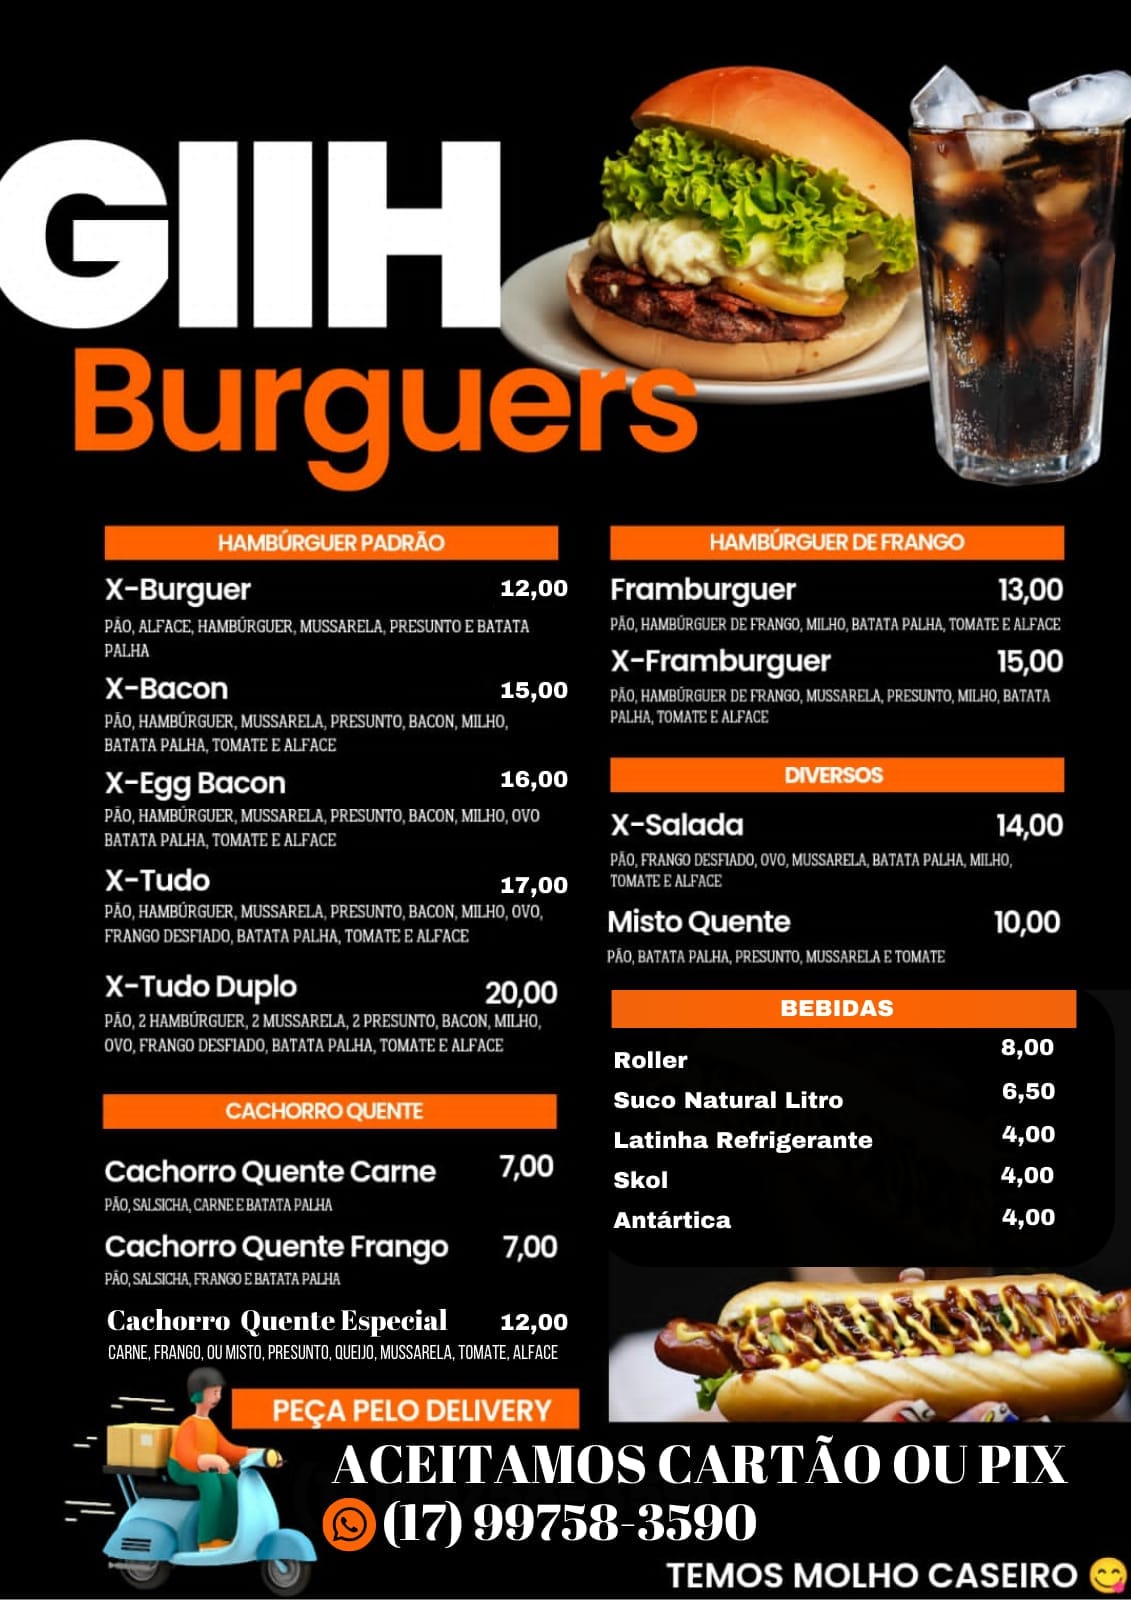 GIIH
Burguers
HAMBÚRGUER PADRÃO
X-Burguer 12,00
PÃO, ALFACE, HAMBÚRGUER, MUSSARELA, PRESUNTO E BATATA
PALHA
X-Bacon 15,00
PÃO, HAMBÚRGUER, MUSSARELA, PRESUNTO, BACON, MILHO,
BATATA PALHA, TOMATE E ALFACE
X-Egg Bacon 16,00
PÃO, HAMBÚRGUER, MUSSARELA, PRESUNTO, BACON, MILHO, OVO
BATATA PALHA, TOMATE E ALFACE
X-Tudo 17,00
PÃO, HAMBÚRGUER, MUSSARELA, PRESUNTO, BACON, MILHO, OVO,
FRANGO DESFIADO, BATATA PALHA, TOMATE E ALFACE
X-Tudo Duplo 20,00
PÃO, 2 HAMBÚRGUER, 2 MUSSARELA, 2 PRESUNTO, BACON, MILHO,
OVO, FRANGO DESFIADO, BATATA PALHA, TOMATE E ALFACE
CACHORRO QUENTE
Cachorro Quente Carne 7,00
PÃO, SALSICHA, CARNE E BATATA PALHA
Cachorro Quente Frango 7,00
PÃO, SALSICHA, FRANGO E BATATA PALHA
Cachorro Quente Especial 12,00
CARNE, FRANGO, OU MISTO, PRESUNTO, QUEIJO, MUSSARELA, TOMATE, ALFACE
HAMBÚRGUER DE FRANGO
Framburguer 13,00
PÃO, HAMBÚRGUER DE FRANGO, MILHO, BATATA PALHA, TOMATE E ALFACE
X-Framburguer 15,00
PÃO, HAMBÚRGUER DE FRANGO, MUSSARELA, PRESUNTO, MILHO, BATATA
PALHA, TOMATE E ALFACE
DIVERSOS
X-Salada 14,00
PÃO, FRANGO DESFIADO, OVO, MUSSARELA, BATATA PALHA, MILHO,
TOMATE E ALFACE
Misto Quente 10,00
PÃO, BATATA PALHA, PRESUNTO, MUSSARELA E TOMATE
BEBIDAS
Roller 8,00
Suco Natural Litro 6,50
Latinha Refrigerante 4,00
Skol 4,00
Antártica 4,00
PEÇA PELO DELIVERY
ACEITAMOS CARTÃO OU PIX
(17) 99758-3590
TEMOS MOLHO CASEIRO 😋